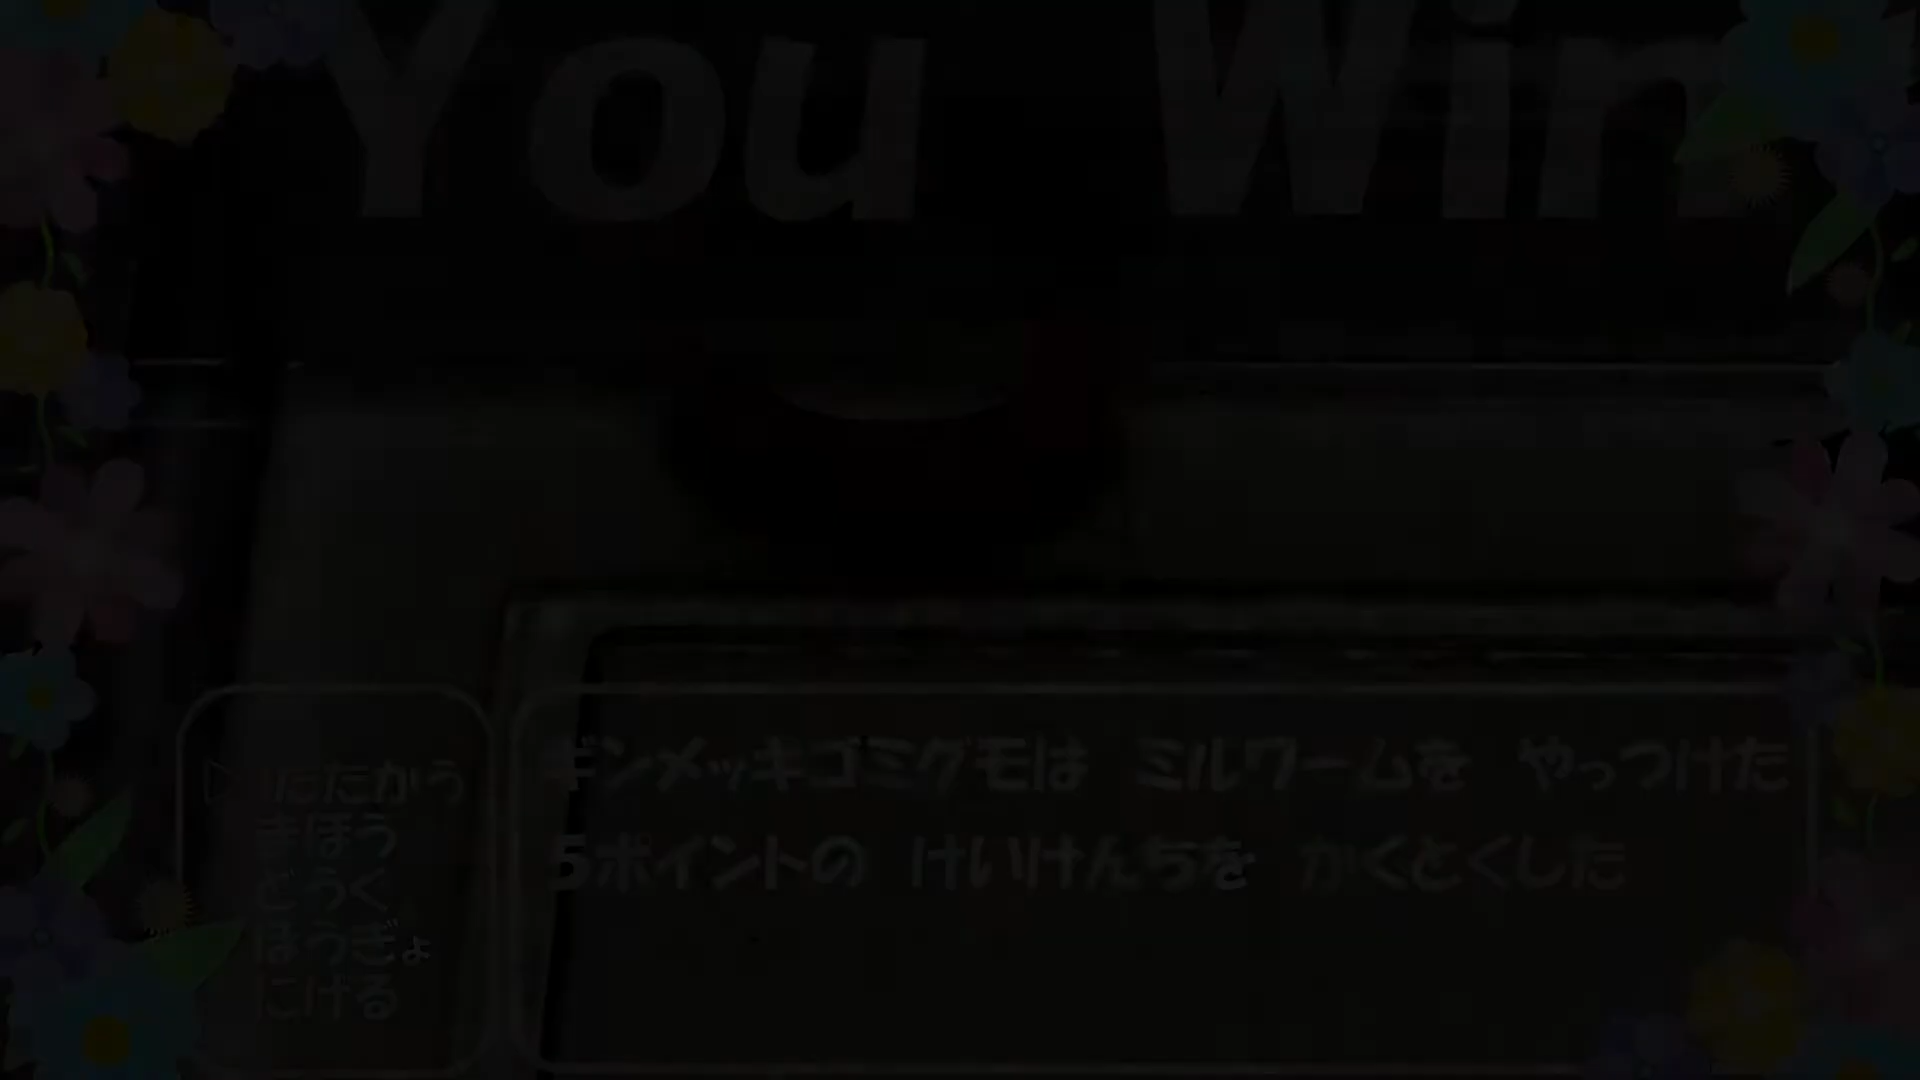 You Win
ギンメッキゴミグモは ミルワームを やっつけた
5ポイントの けいけんちを かくとくした
▷ たたかう
まほう
どうぐ
ぼうぎょ
にげる